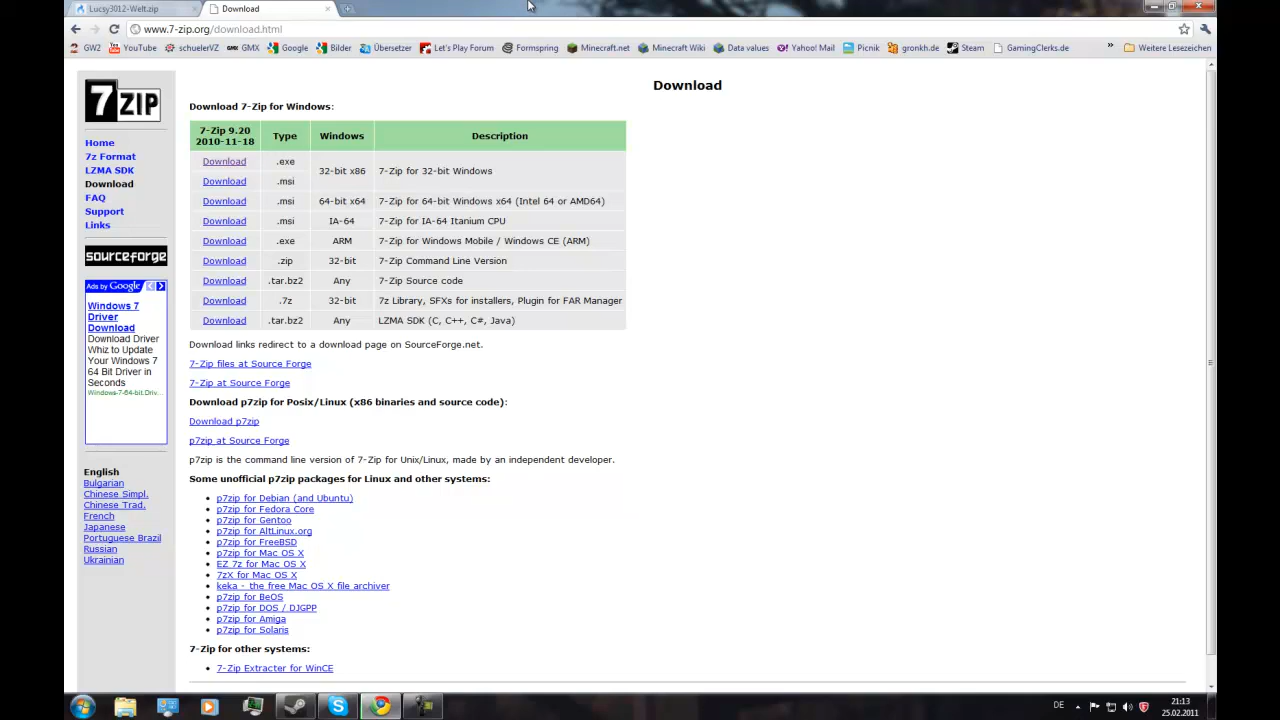 Lucsy3012-Welt.zip
Download
www.7-zip.org/download.html
GW2 YouTube schuelerVZ GMX Google Bilder Übersetzer Let's Play Forum Formspring Minecraft.net Minecraft Wiki Data values Yahoo! Mail Picnik gronkh.de Steam GamingClerks.de » Weitere Lesezeichen
7ZIP
Home
7z Format
LZMA SDK
Download
FAQ
Support
Links
sourceforge
Ads by Google
Windows 7
Driver
Download
Download Driver
Whiz to Update
Your Windows 7
64 Bit Driver in
Seconds
Windows-7-64-bit.Driv...
English
Bulgarian
Chinese Simpl.
Chinese Trad.
French
Japanese
Portuguese Brazil
Russian
Ukrainian
Download
Download 7-Zip for Windows:
7-Zip 9.20 2010-11-18 Type Windows Description
Download .exe 32-bit x86 7-Zip for 32-bit Windows
Download .msi
Download .msi 64-bit x64 7-Zip for 64-bit Windows x64 (Intel 64 or AMD64)
Download .msi IA-64 7-Zip for IA-64 Itanium CPU
Download .exe ARM 7-Zip for Windows Mobile / Windows CE (ARM)
Download .zip 32-bit 7-Zip Command Line Version
Download .tar.bz2 Any 7-Zip Source code
Download .7z 32-bit 7z Library, SFXs for installers, Plugin for FAR Manager
Download .tar.bz2 Any LZMA SDK (C, C++, C#, Java)
Download links redirect to a download page on SourceForge.net.
7-Zip files at Source Forge
7-Zip at Source Forge
Download p7zip for Posix/Linux (x86 binaries and source code):
Download p7zip
p7zip at Source Forge
p7zip is the command line version of 7-Zip for Unix/Linux, made by an independent developer.
Some unofficial p7zip packages for Linux and other systems:
p7zip for Debian (and Ubuntu)
p7zip for Fedora Core
p7zip for Gentoo
p7zip for AltLinux.org
p7zip for FreeBSD
p7zip for Mac OS X
EZ 7z for Mac OS X
7zX for Mac OS X
keka - the free Mac OS X file archiver
p7zip for BeOS
p7zip for DOS / DJGPP
p7zip for Amiga
p7zip for Solaris
7-Zip for other systems:
7-Zip Extracter for WinCE
DE
21:13
25.02.2011